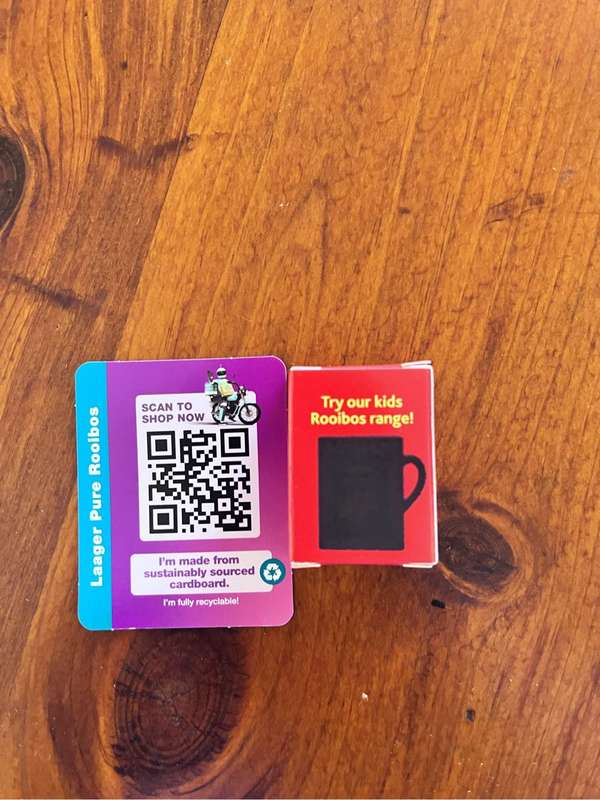 Laager Pure Rooibos
SCAN TO
SHOP NOW
I'm made from
sustainably sourced
cardboard.
I'm fully recyclable!
Try our kids
Rooibos range!